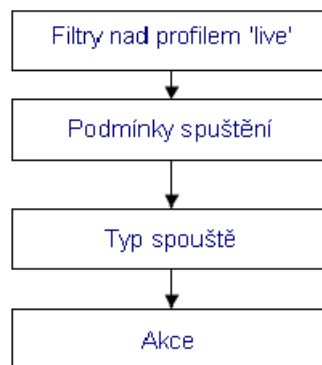 Filtry nad profilem 'live'
Podmínky spuštění
Typ spouště
Akce